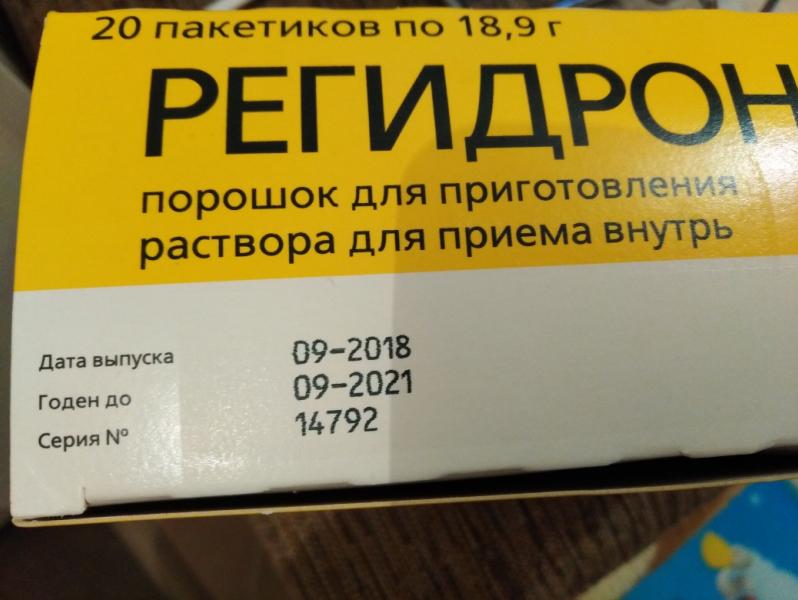 20 пакетиков по 18,9 г
РЕГИДРОН
порошок для приготовления
раствора для приема внутрь
Дата выпуска 09-2018
Годен до 09-2021
Серия № 14792